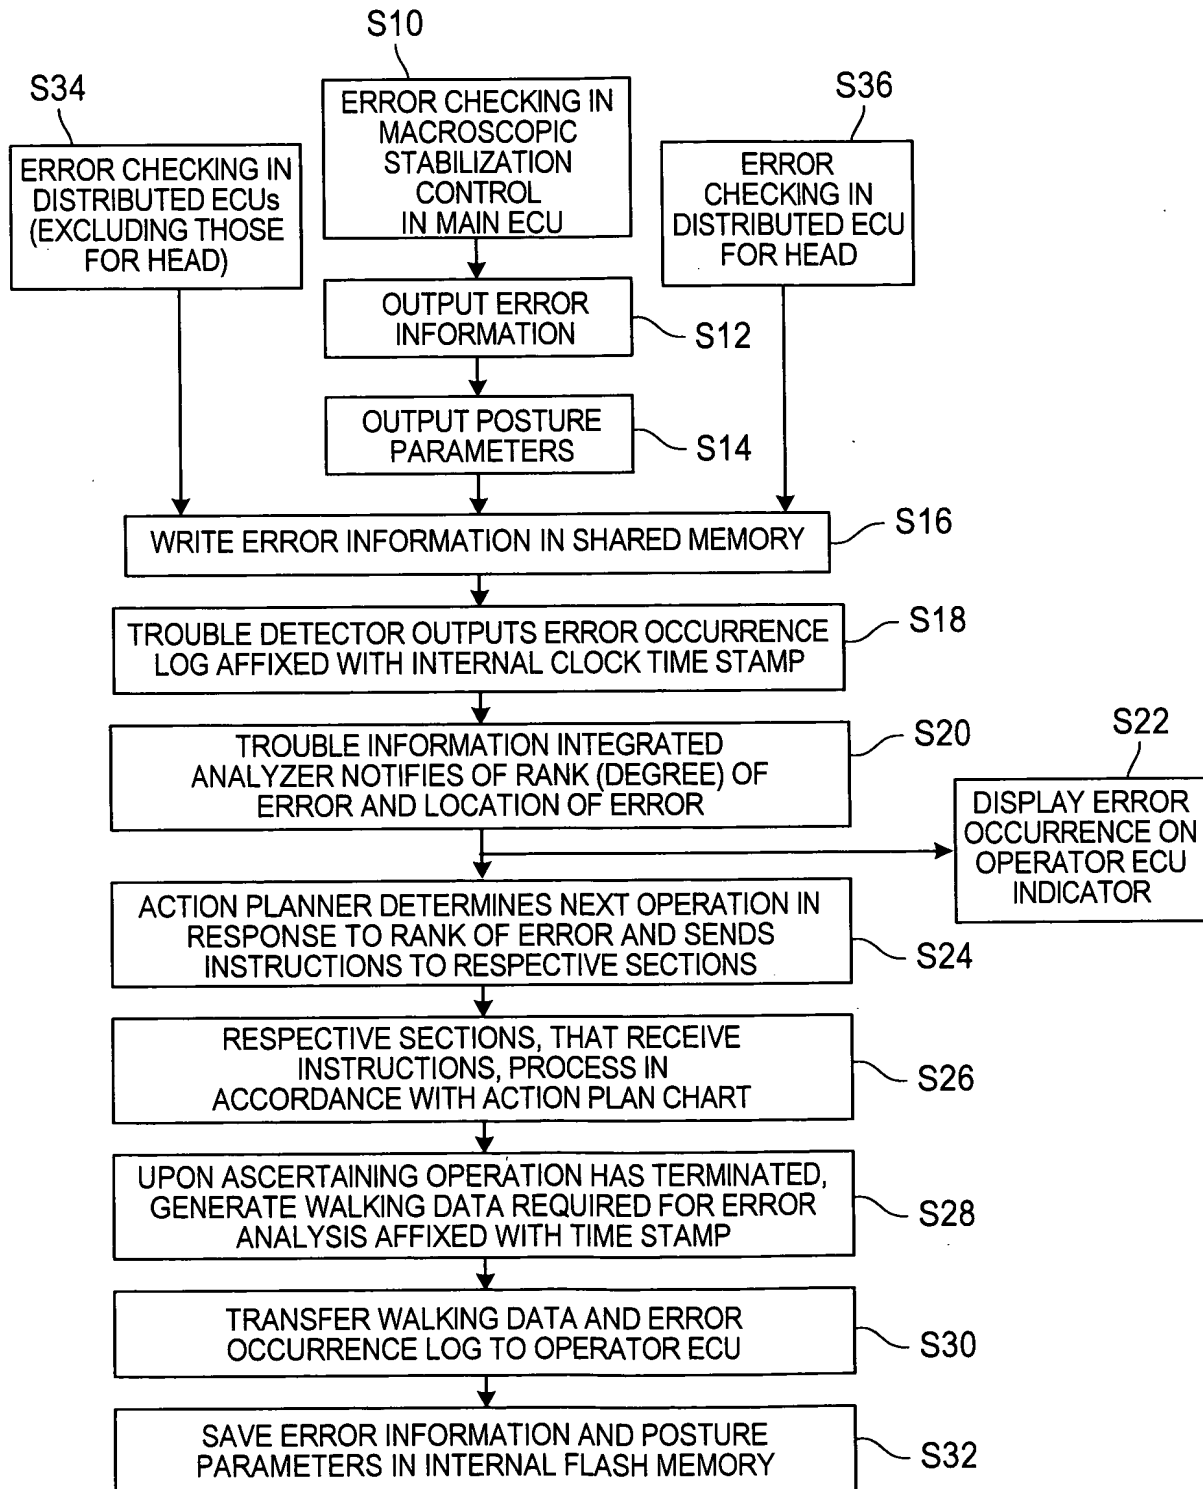 S10
S34
S36
ERROR CHECKING IN
MACROSCOPIC
STABILIZATION
CONTROL
IN MAIN ECU
ERROR CHECKING IN
DISTRIBUTED ECUs
(EXCLUDING THOSE
FOR HEAD)
ERROR
CHECKING IN
DISTRIBUTED ECU
FOR HEAD
OUTPUT ERROR
INFORMATION
S12
OUTPUT POSTURE
PARAMETERS
S14
WRITE ERROR INFORMATION IN SHARED MEMORY
S16
TROUBLE DETECTOR OUTPUTS ERROR OCCURRENCE
LOG AFFIXED WITH INTERNAL CLOCK TIME STAMP
S18
TROUBLE INFORMATION INTEGRATED
ANALYZER NOTIFIES OF RANK (DEGREE) OF
ERROR AND LOCATION OF ERROR
S20
S22
DISPLAY ERROR
OCCURRENCE ON
OPERATOR ECU
INDICATOR
ACTION PLANNER DETERMINES NEXT OPERATION IN
RESPONSE TO RANK OF ERROR AND SENDS
INSTRUCTIONS TO RESPECTIVE SECTIONS
S24
RESPECTIVE SECTIONS, THAT RECEIVE
INSTRUCTIONS, PROCESS IN
ACCORDANCE WITH ACTION PLAN CHART
S26
UPON ASCERTAINING OPERATION HAS TERMINATED,
GENERATE WALKING DATA REQUIRED FOR ERROR
ANALYSIS AFFIXED WITH TIME STAMP
S28
TRANSFER WALKING DATA AND ERROR
OCCURRENCE LOG TO OPERATOR ECU
S30
SAVE ERROR INFORMATION AND POSTURE
PARAMETERS IN INTERNAL FLASH MEMORY
S32